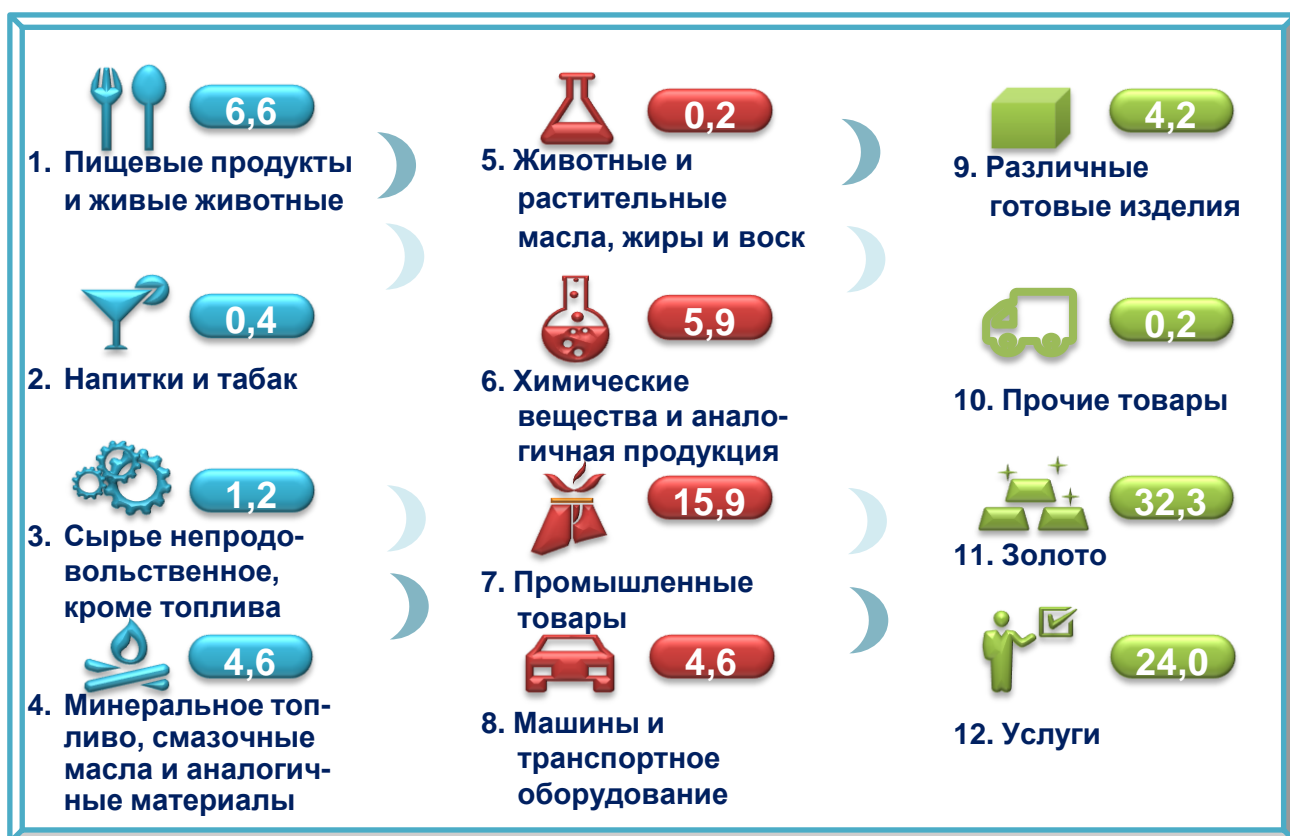 6,6
1. Пищевые продукты
и живые животные
0,4
2. Напитки и табак
1,2
3. Сырье непродо-
вольственное,
кроме топлива
4,6
4. Минеральное топ-
ливо, смазочные
масла и аналогич-
ные материалы
0,2
5. Животные и
растительные
масла, жиры и воск
5,9
6. Химические
вещества и анало-
гичная продукция
15,9
7. Промышленные
товары
4,6
8. Машины и
транспортное
оборудование
4,2
9. Различные
готовые изделия
0,2
10. Прочие товары
32,3
11. Золото
24,0
12. Услуги